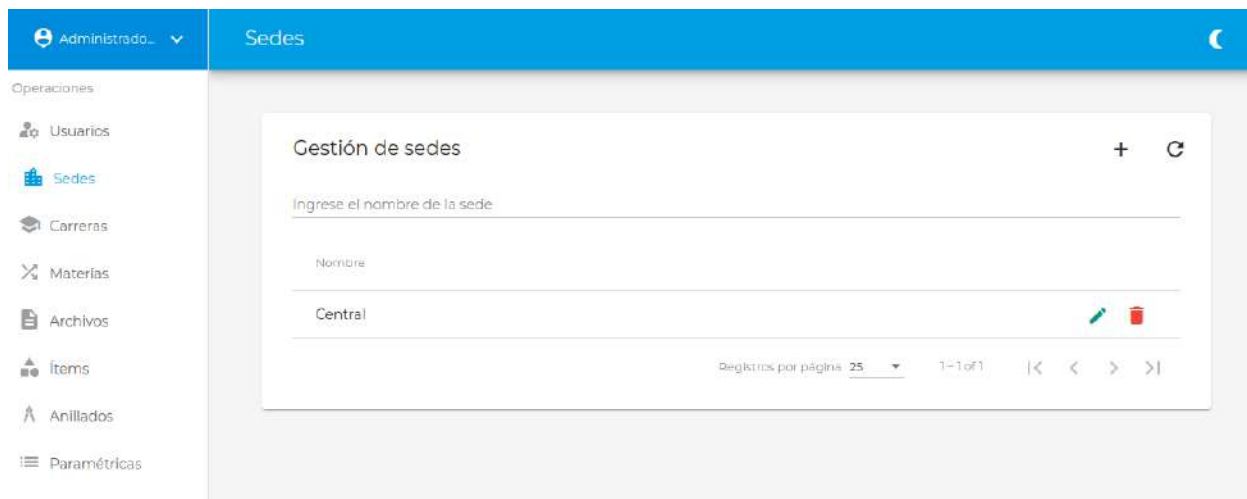 Administrado...
Sedes
Operaciones
Usuarios
Sedes
Carreras
Materias
Archivos
Ítems
Anillados
Paramétricas
Gestión de sedes
Ingrese el nombre de la sede
Nombre
Central
Registros por página 25
1–1 of 1